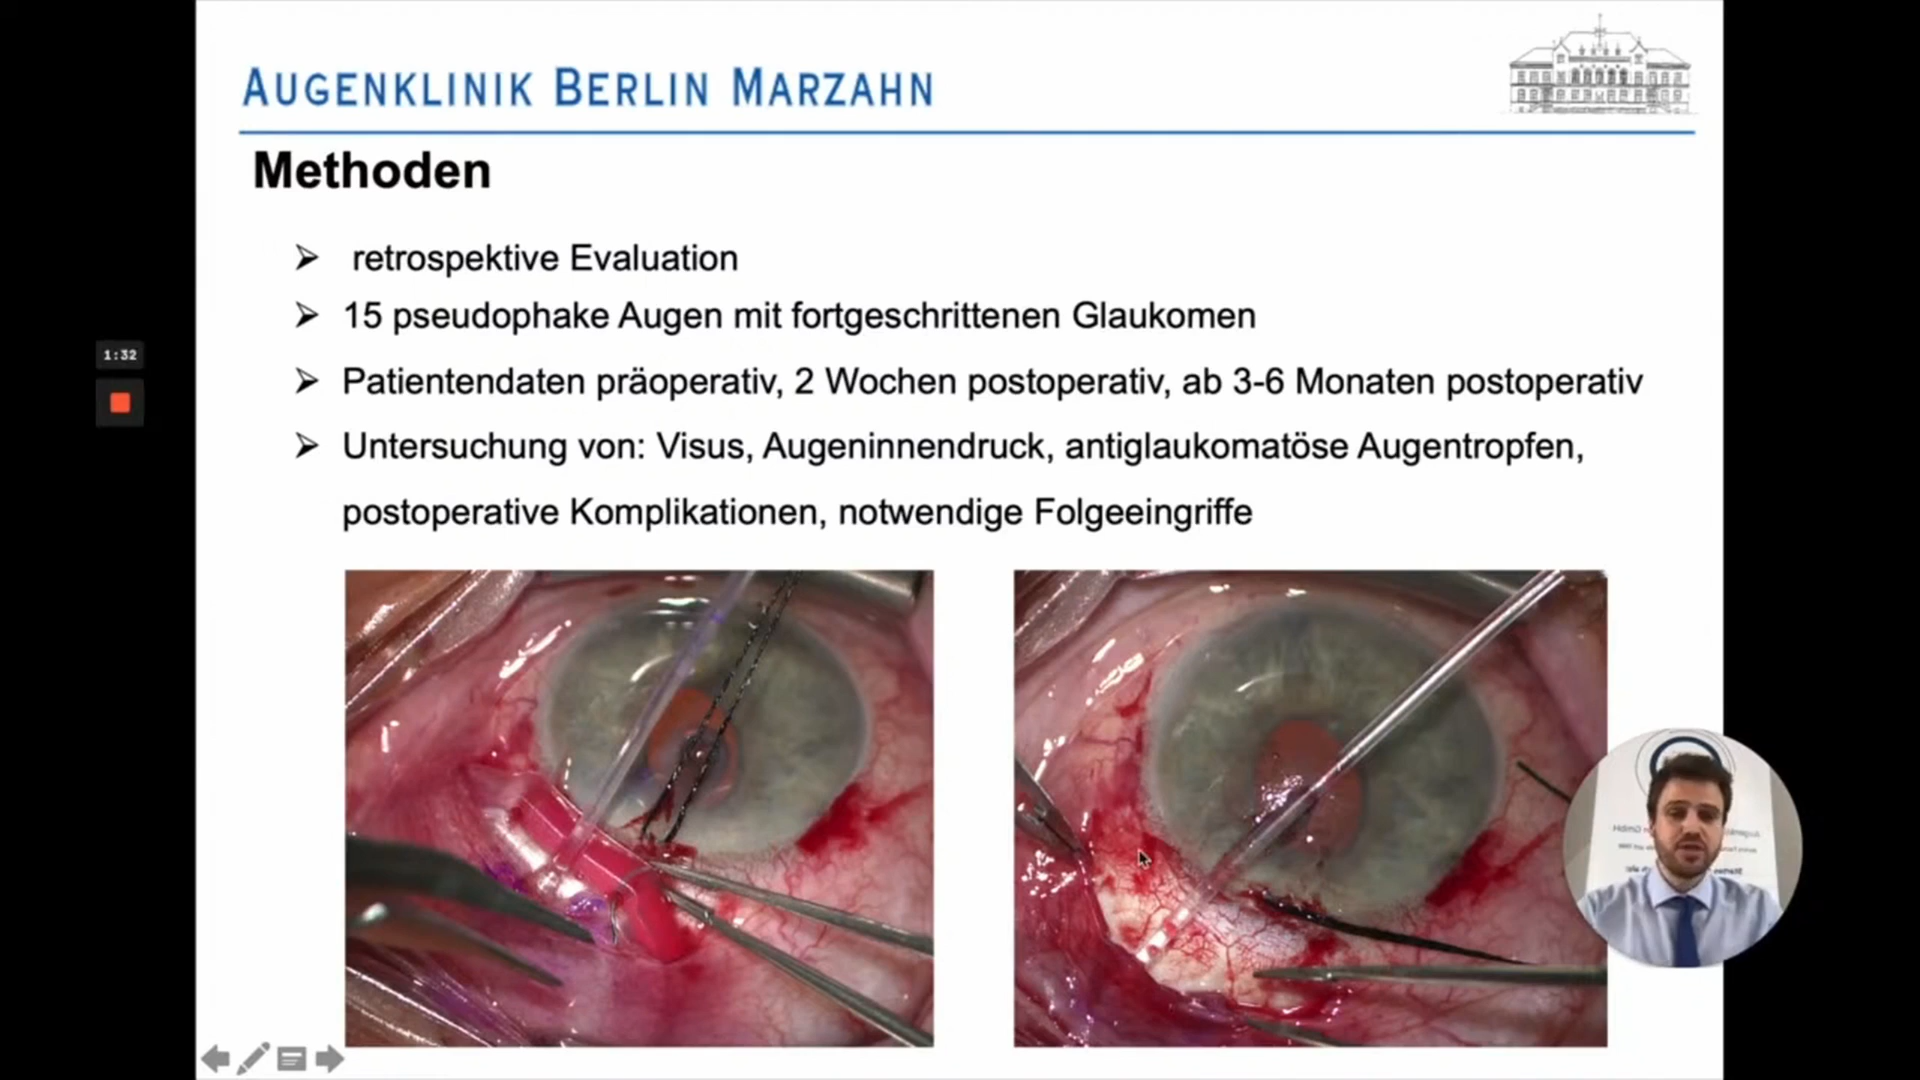 AUGENKLINIK BERLIN MARZAHN
Methoden
➢ retrospektive Evaluation
➢ 15 pseudophake Augen mit fortgeschrittenen Glaukomen
➢ Patientendaten präoperativ, 2 Wochen postoperativ, ab 3-6 Monaten postoperativ
➢ Untersuchung von: Visus, Augeninnendruck, antiglaukomatöse Augentropfen,
postoperative Komplikationen, notwendige Folgeeingriffe
1:32